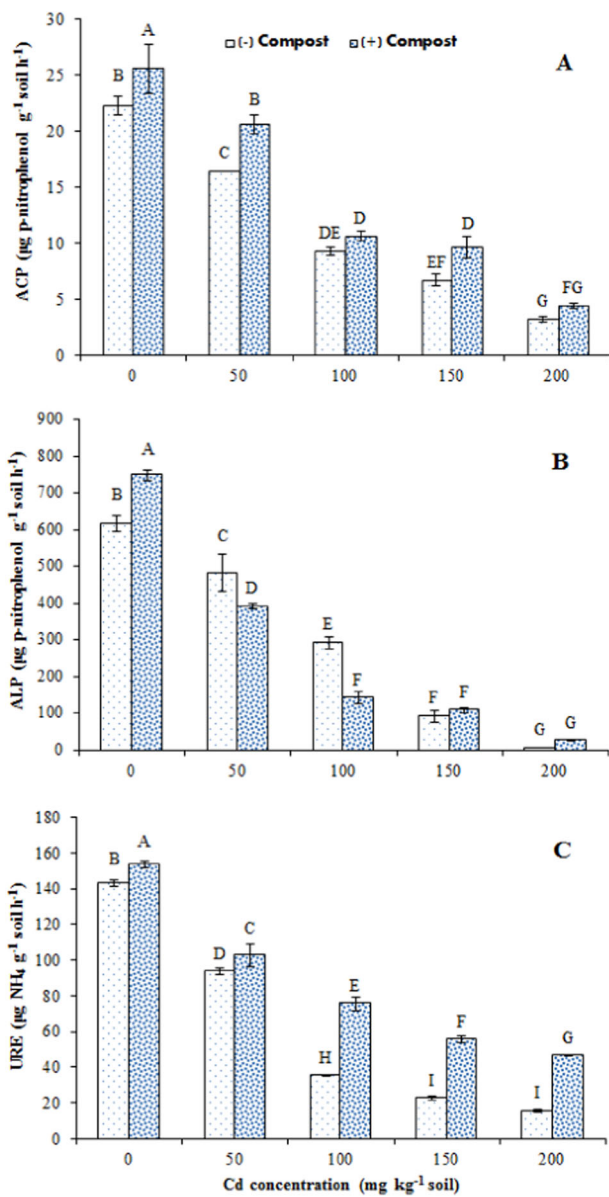 30
(-) Compost (+) Compost
A
25
20
15
10
5
0
ACP (µg p-nitrophenol g⁻¹ soil h⁻¹)
B A
C B
DE D
EF D
G FG
0 50 100 150 200
900
B
800
700
600
500
400
300
200
100
0
ALP (µg p-nitrophenol g⁻¹ soil h⁻¹)
B A
C D
E F
F F
G G
0 50 100 150 200
180
C
160
140
120
100
80
60
40
20
0
URE (µg NH₄ g⁻¹ soil h⁻¹)
B A
D C
H E
I F
I G
0 50 100 150 200
Cd concentration (mg kg⁻¹ soil)